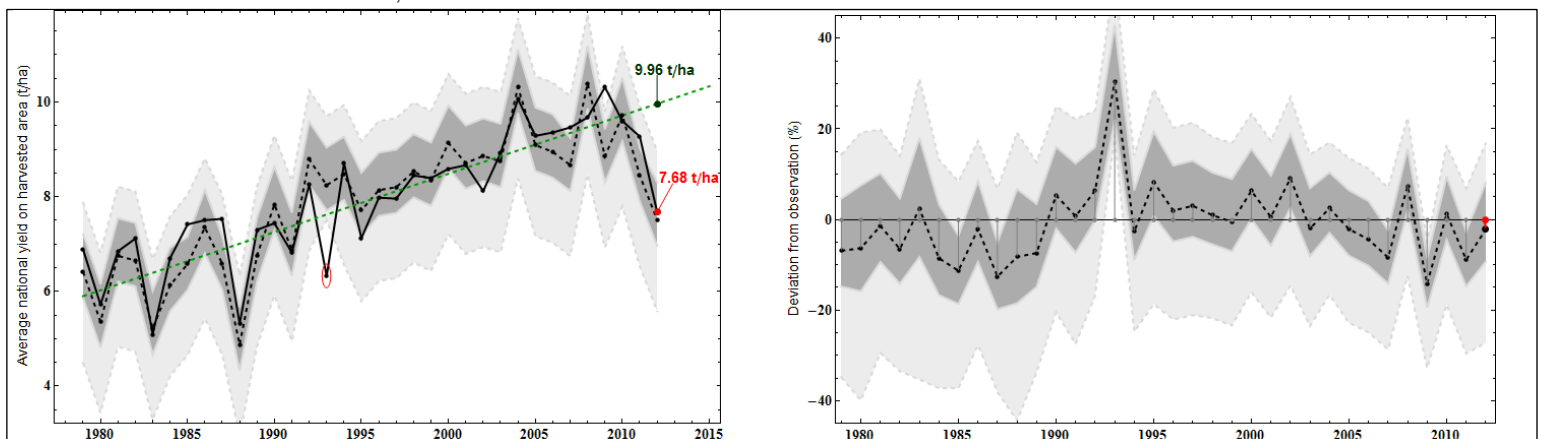 Average national yield on harvested area (t/ha)
10
8
6
4
9.96 t/ha
7.68 t/ha
1980 1985 1990 1995 2000 2005 2010 2015
Deviation from observation (%)
40
20
0
−20
−40
1980 1985 1990 1995 2000 2005 2010